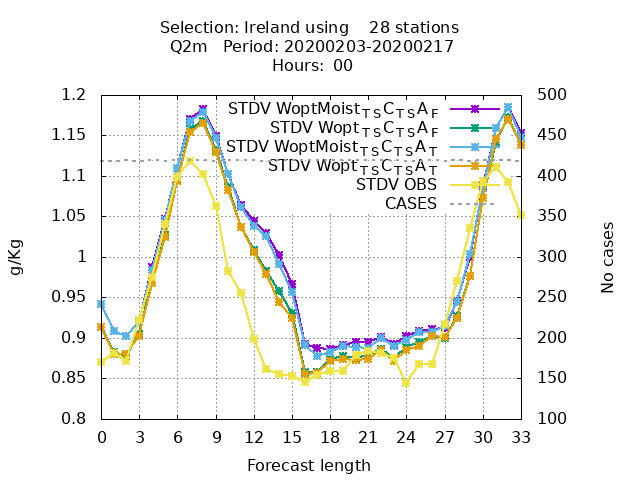 Selection: Ireland using    28 stations
Q2m   Period: 20200203-20200217
Hours:  00
STDV WoptMoist_TS C_TS A_F
STDV Wopt_TS C_TS A_F
STDV WoptMoist_TS C_TS A_T
STDV Wopt_TS C_TS A_T
STDV OBS
CASES
1.2
1.15
1.1
1.05
1
0.95
0.9
0.85
0.8
500
450
400
350
300
250
200
150
100
g/Kg
No cases
0 3 6 9 12 15 18 21 24 27 30 33
Forecast length